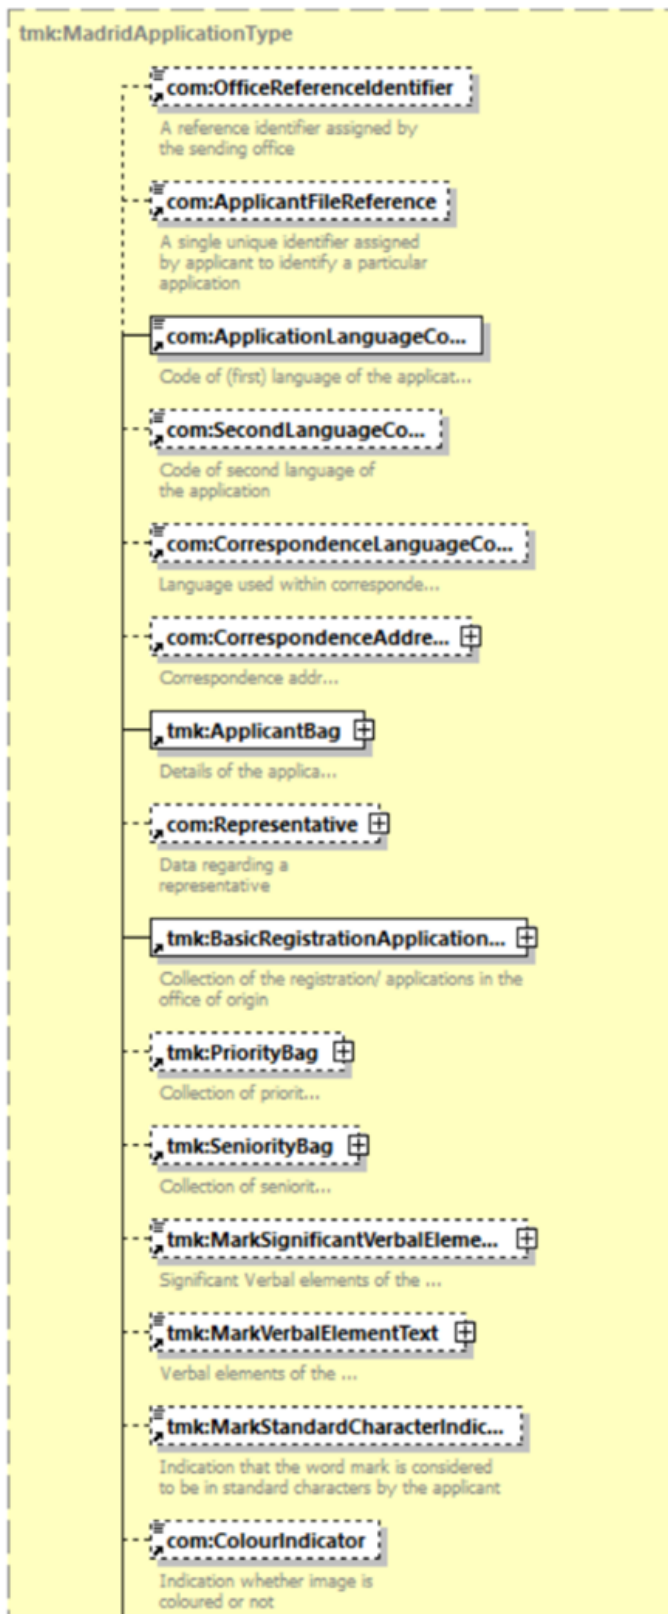 tmk:MadridApplicationType
com:OfficeReferenceIdentifier
A reference identifier assigned by
the sending office
com:ApplicantFileReference
A single unique identifier assigned
by applicant to identify a particular
application
com:ApplicationLanguageCo...
Code of (first) language of the applicat...
com:SecondLanguageCo...
Code of second language of
the application
com:CorrespondenceLanguageCo...
Language used within corresponde...
com:CorrespondenceAddre...
Correspondence addr...
tmk:ApplicantBag
Details of the applica...
com:Representative
Data regarding a
representative
tmk:BasicRegistrationApplication...
Collection of the registration/ applications in the
office of origin
tmk:PriorityBag
Collection of priorit...
tmk:SeniorityBag
Collection of seniorit...
tmk:MarkSignificantVerbalEleme...
Significant Verbal elements of the ...
tmk:MarkVerbalElementText
Verbal elements of the ...
tmk:MarkStandardCharacterIndic...
Indication that the word mark is considered
to be in standard characters by the applicant
com:ColourIndicator
Indication whether image is
coloured or not